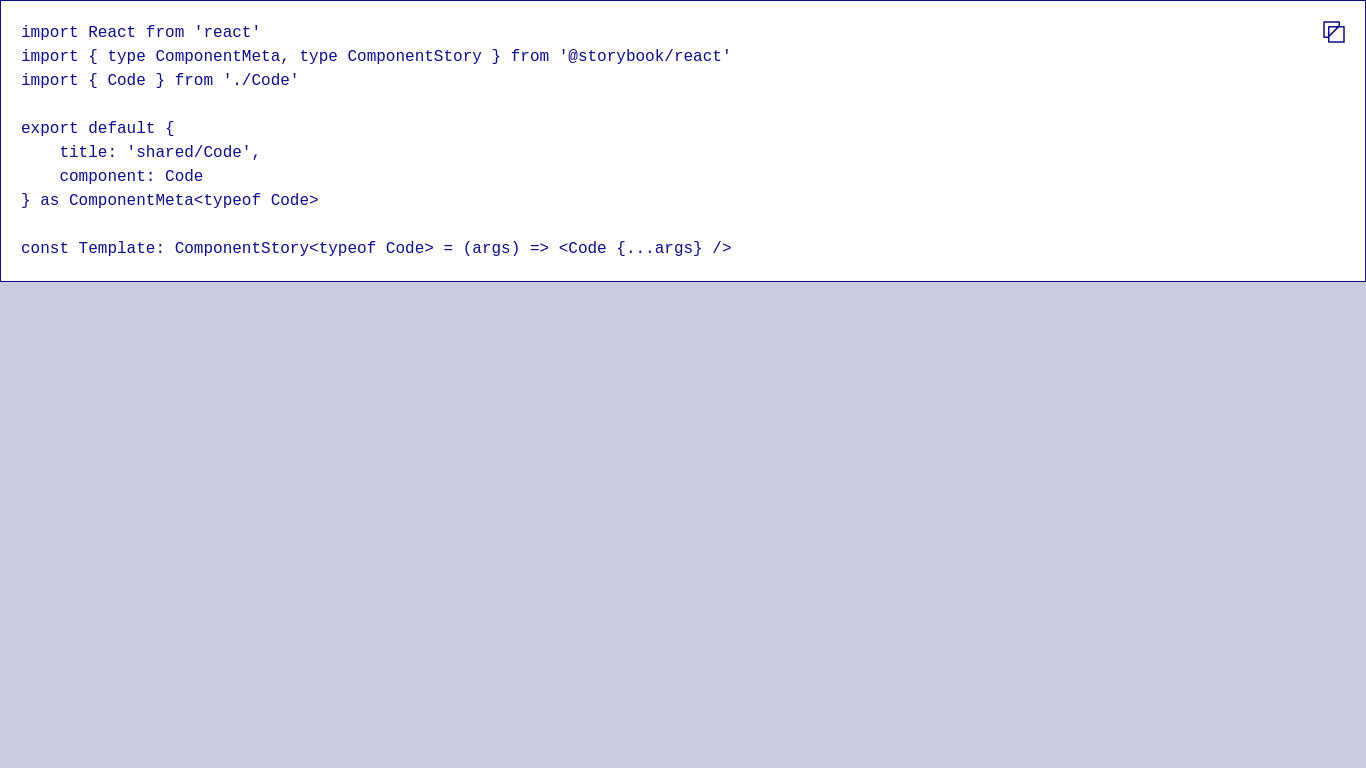 import React from 'react'
import { type ComponentMeta, type ComponentStory } from '@storybook/react'
import { Code } from './Code'

export default {
    title: 'shared/Code',
    component: Code
} as ComponentMeta<typeof Code>

const Template: ComponentStory<typeof Code> = (args) => <Code {...args} />